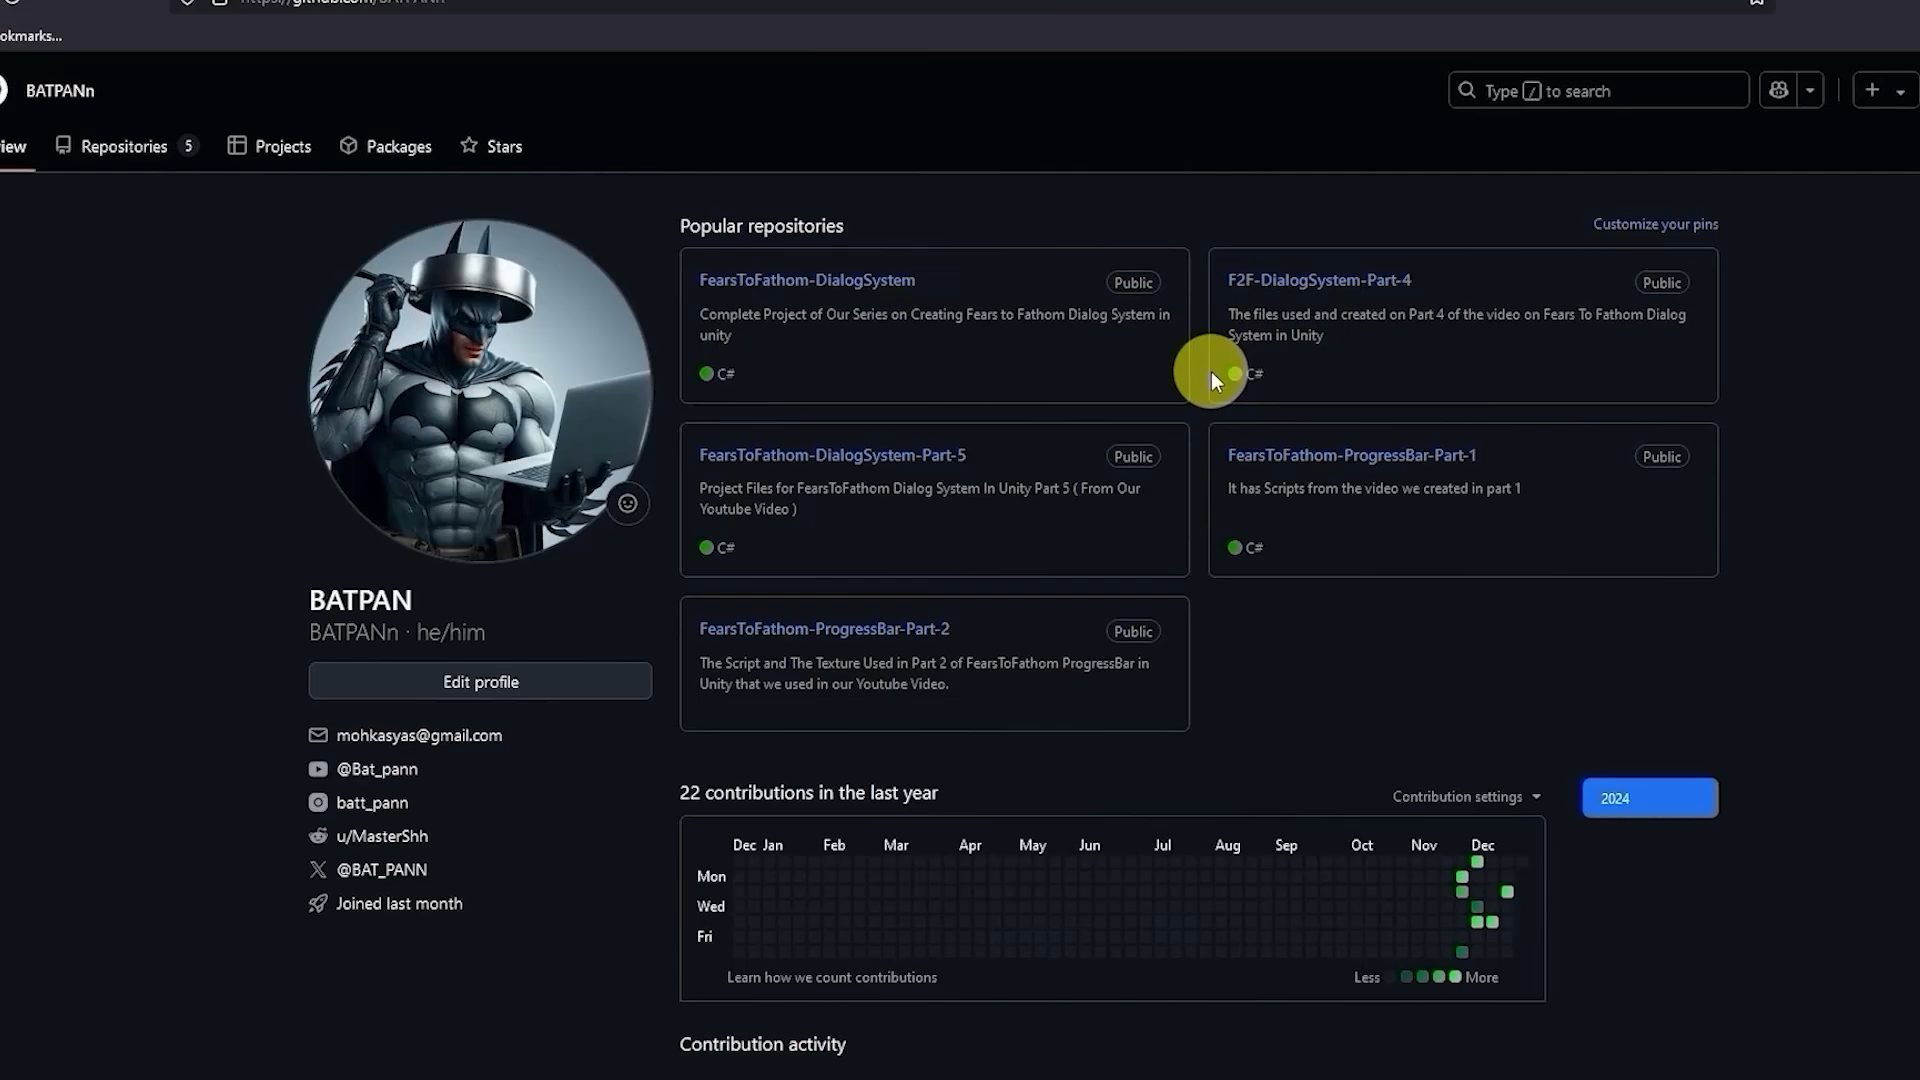 okmarks...
BATPANn
Type / to search
iew
Repositories 5
Projects
Packages
Stars
Popular repositories
Customize your pins
FearsToFathom-DialogSystem
Public
Complete Project of Our Series on Creating Fears to Fathom Dialog System in
unity
C#
F2F-DialogSystem-Part-4
Public
The files used and created on Part 4 of the video on Fears To Fathom Dialog
System in Unity
C#
FearsToFathom-DialogSystem-Part-5
Public
Project Files for FearsToFathom Dialog System In Unity Part 5 ( From Our
Youtube Video )
C#
FearsToFathom-ProgressBar-Part-1
Public
It has Scripts from the video we created in part 1
C#
FearsToFathom-ProgressBar-Part-2
Public
The Script and The Texture Used in Part 2 of FearsToFathom ProgressBar in
Unity that we used in our Youtube Video.
BATPAN
BATPANn · he/him
Edit profile
mohkasyas@gmail.com
@Bat_pann
batt_pann
u/MasterShh
@BAT_PANN
Joined last month
22 contributions in the last year
Contribution settings
2024
Dec Jan Feb Mar Apr May Jun Jul Aug Sep Oct Nov Dec
Mon
Wed
Fri
Learn how we count contributions
Less
More
Contribution activity